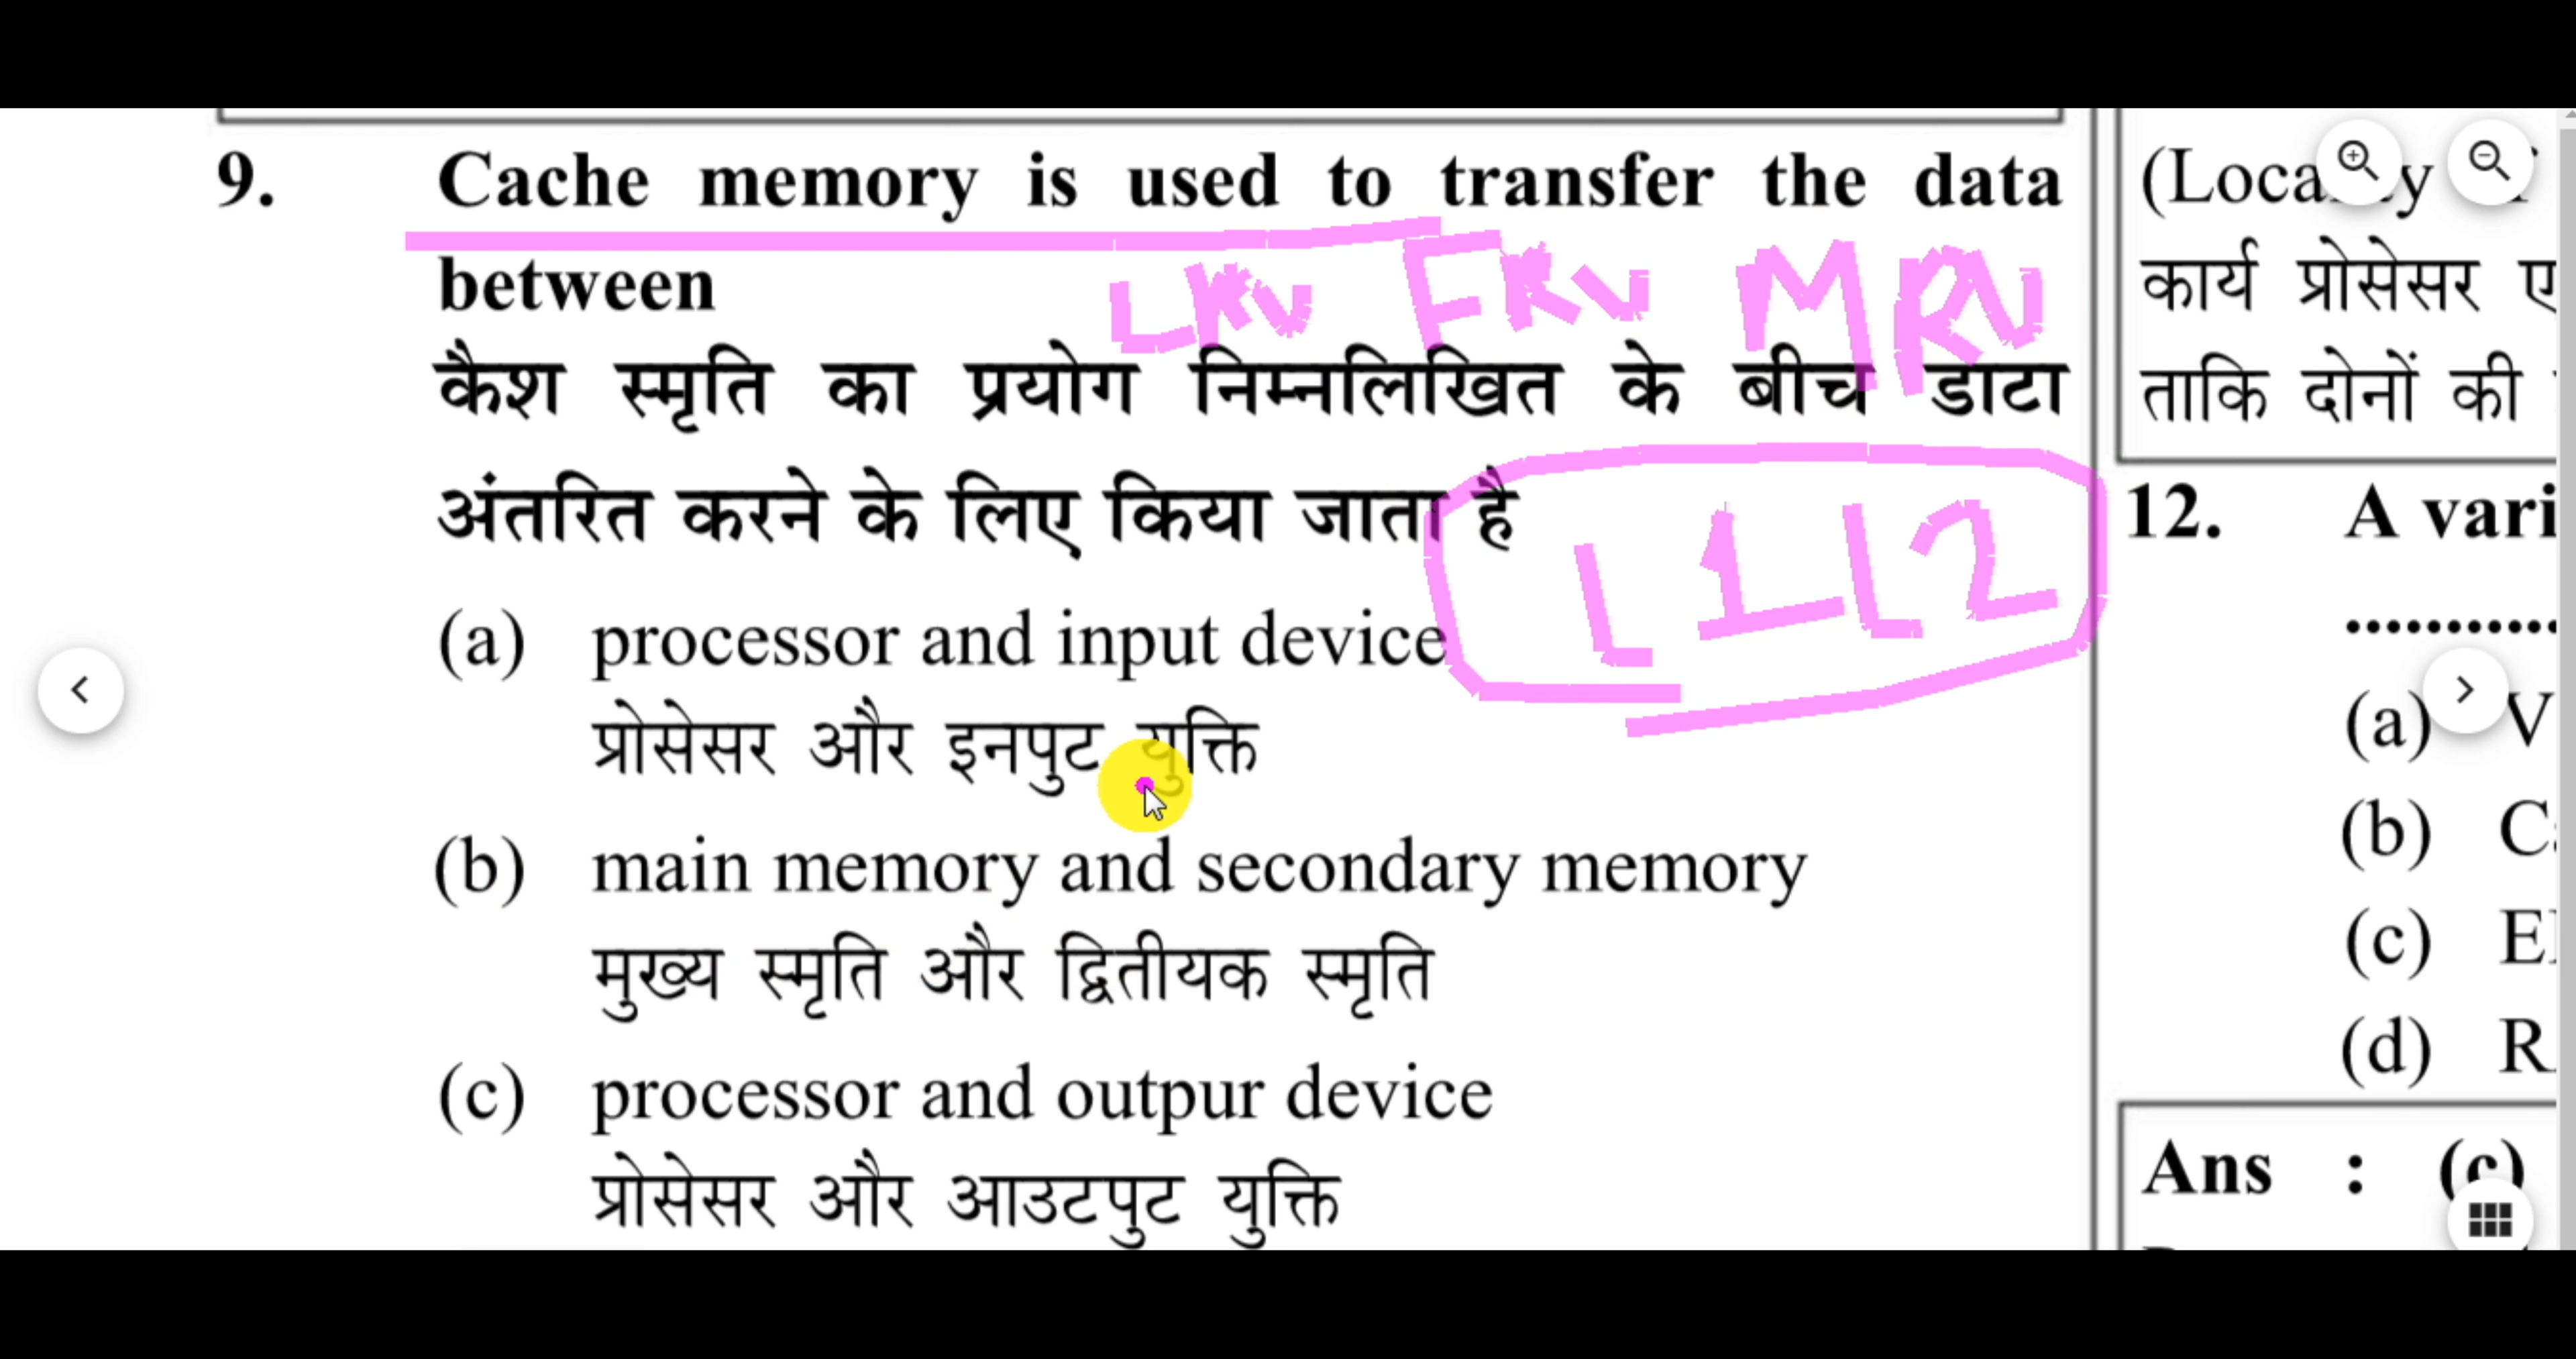 9. Cache memory is used to transfer the data
between
LRU FRU MRU
कैश स्मृति का प्रयोग निम्नलिखित के बीच डाटा
अंतरित करने के लिए किया जाता है
L1 L2
(a) processor and input device
प्रोसेसर और इनपुट युक्ति
(b) main memory and secondary memory
मुख्य स्मृति और द्वितीयक स्मृति
(c) processor and outpur device
प्रोसेसर और आउटपुट युक्ति
कार्य प्रोसेसर
ताकि दोनों की
12. A vari
............
(a) V
(b) C
(c) E
(d) R
Ans : (c)